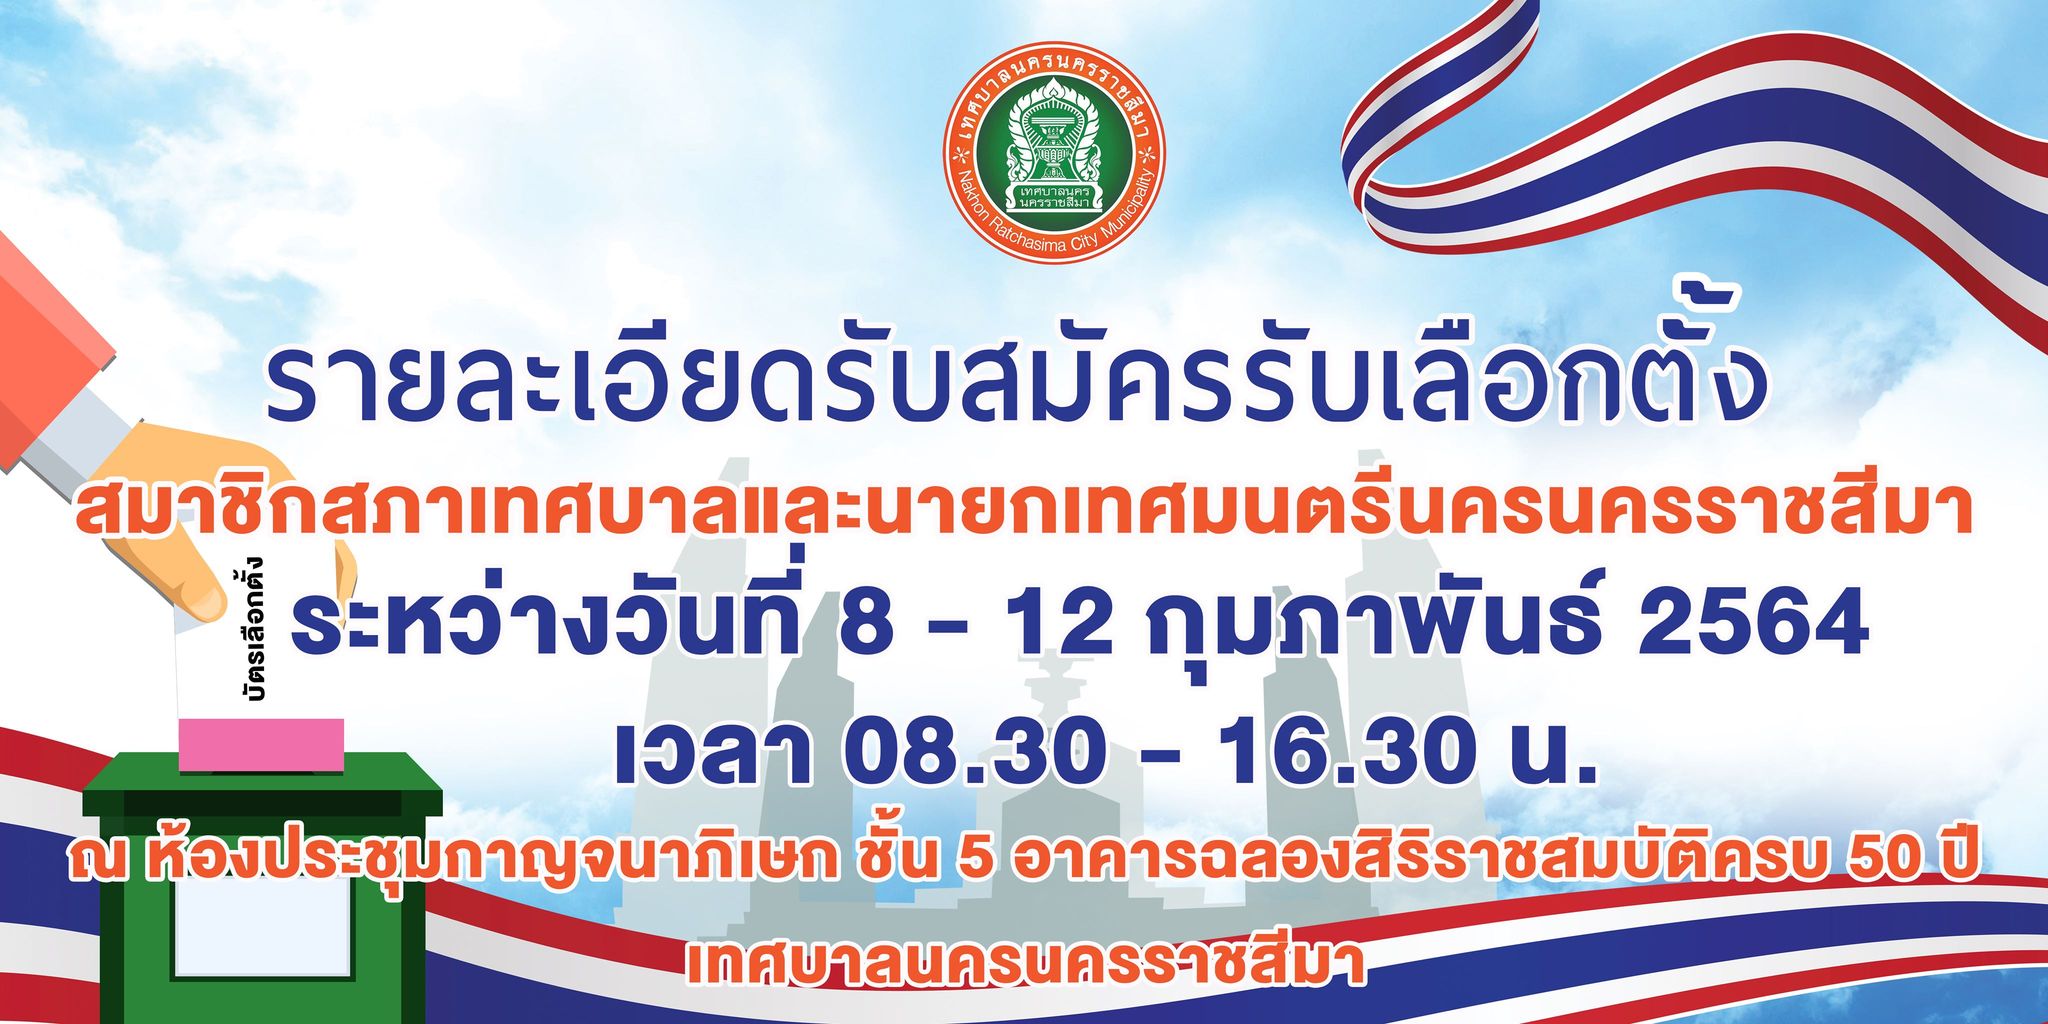 เทศบาลนครนครราชสีมา
เทศบาลนคร
นครราชสีมา
Nakhon Ratchasima City Municipality
รายละเอียดรับสมัครรับเลือกตั้ง
สมาชิกสภาเทศบาลและนายกเทศมนตรีนครนครราชสีมา
บัตรเลือกตั้ง
ระหว่างวันที่ 8 - 12 กุมภาพันธ์ 2564
เวลา 08.30 - 16.30 น.
ณ ห้องประชุมกาญจนาภิเษก ชั้น 5 อาคารฉลองสิริราชสมบัติครบ 50 ปี
เทศบาลนครนครราชสีมา